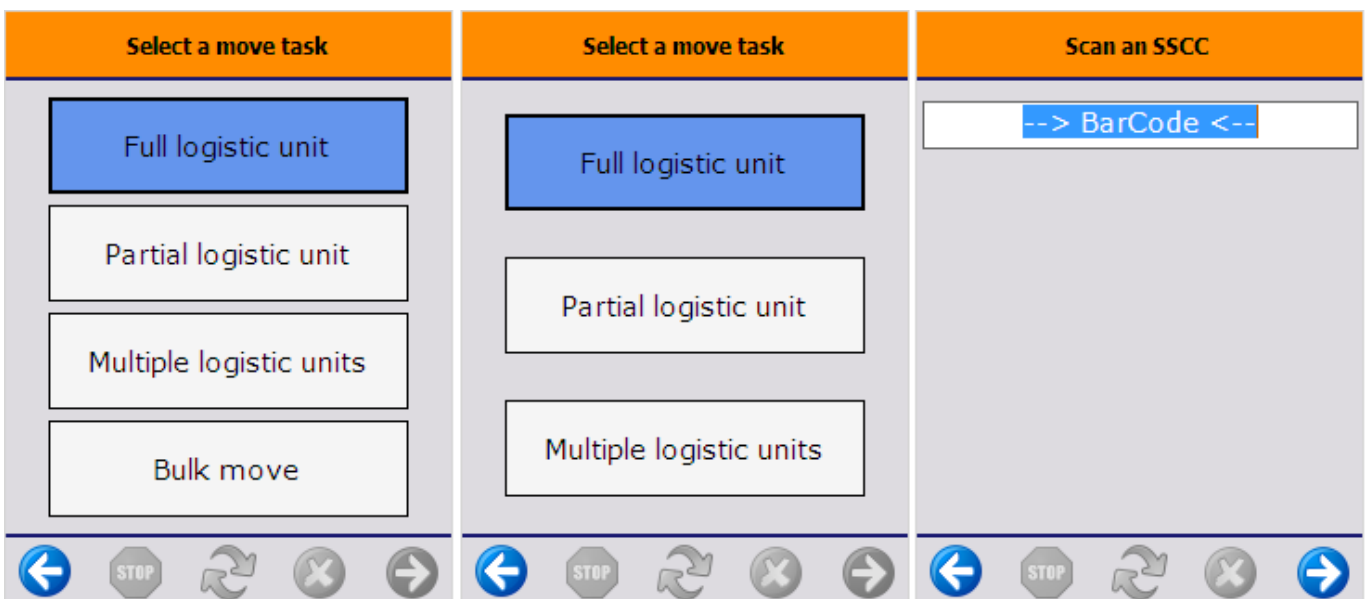 Select a move task
Full logistic unit
Partial logistic unit
Multiple logistic units
Bulk move
STOP
Select a move task
Full logistic unit
Partial logistic unit
Multiple logistic units
STOP
Scan an SSCC
--> BarCode <--
STOP